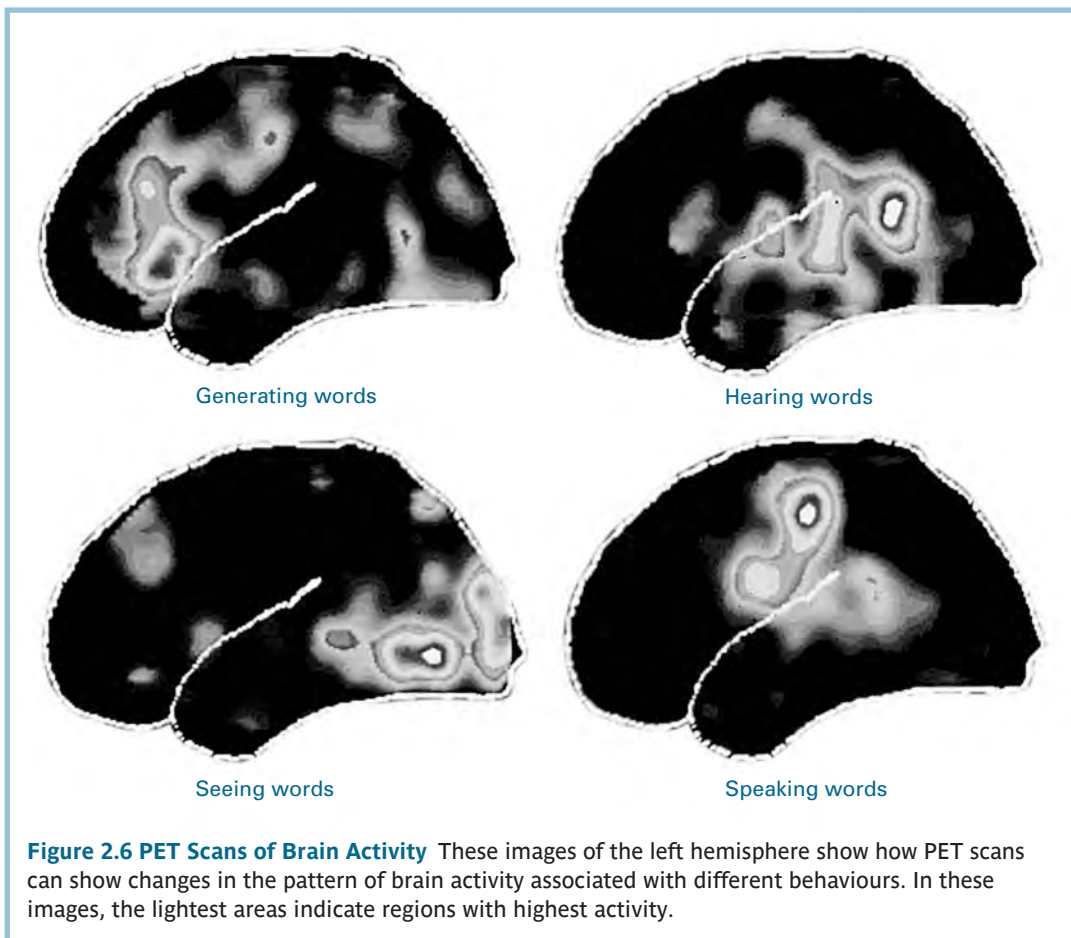 Generating words
Hearing words
Seeing words
Speaking words
Figure 2.6 PET Scans of Brain Activity These images of the left hemisphere show how PET scans
can show changes in the pattern of brain activity associated with different behaviours. In these
images, the lightest areas indicate regions with highest activity.